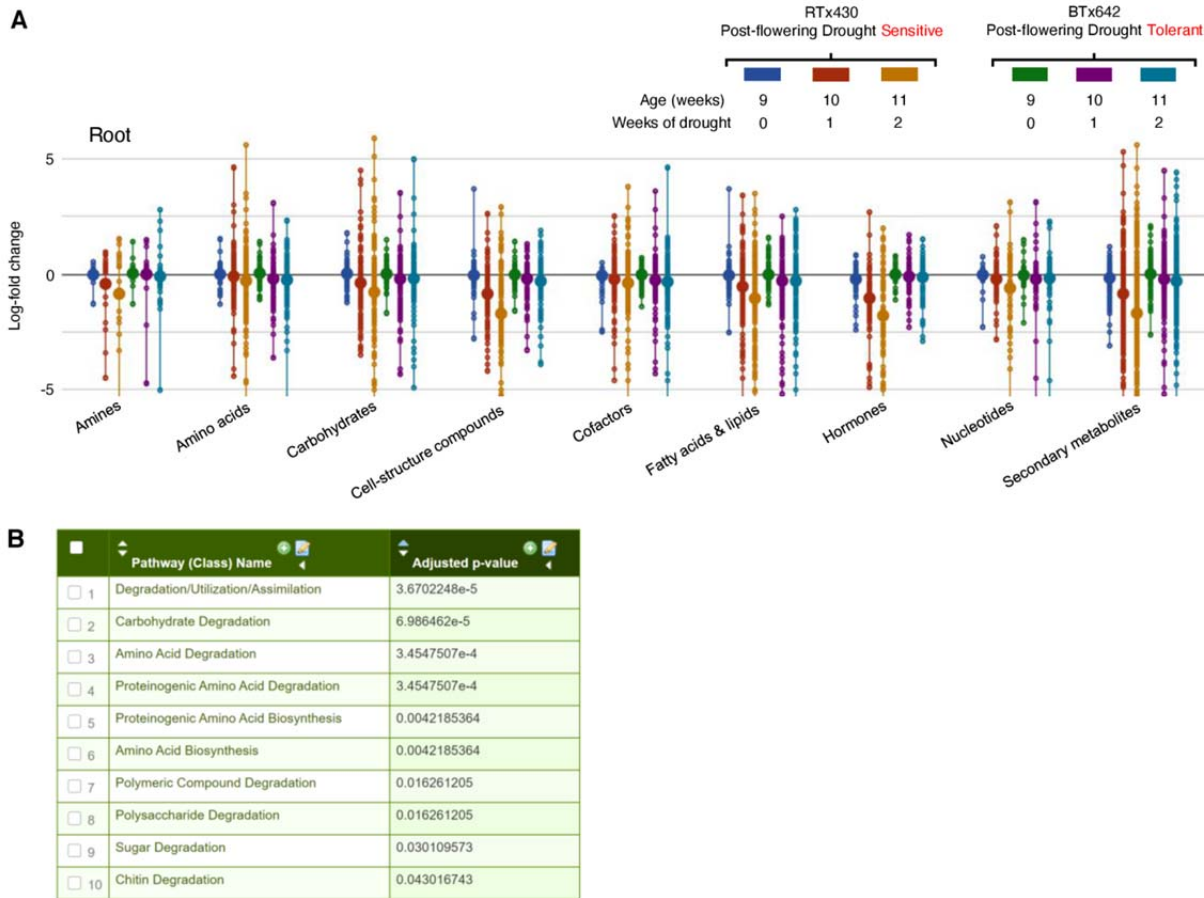 A
RTx430
Post-flowering Drought Sensitive
BTx642
Post-flowering Drought Tolerant
Age (weeks) 9 10 11 9 10 11
Weeks of drought 0 1 2 0 1 2
Root
Log-fold change
5
0
-5
Amines
Amino acids
Carbohydrates
Cell-structure compounds
Cofactors
Fatty acids & lipids
Hormones
Nucleotides
Secondary metabolites
B
Pathway (Class) Name Adjusted p-value
1 Degradation/Utilization/Assimilation 3.6702248e-5
2 Carbohydrate Degradation 6.986462e-5
3 Amino Acid Degradation 3.4547507e-4
4 Proteinogenic Amino Acid Degradation 3.4547507e-4
5 Proteinogenic Amino Acid Biosynthesis 0.0042185364
6 Amino Acid Biosynthesis 0.0042185364
7 Polymeric Compound Degradation 0.016261205
8 Polysaccharide Degradation 0.016261205
9 Sugar Degradation 0.030109573
10 Chitin Degradation 0.043016743